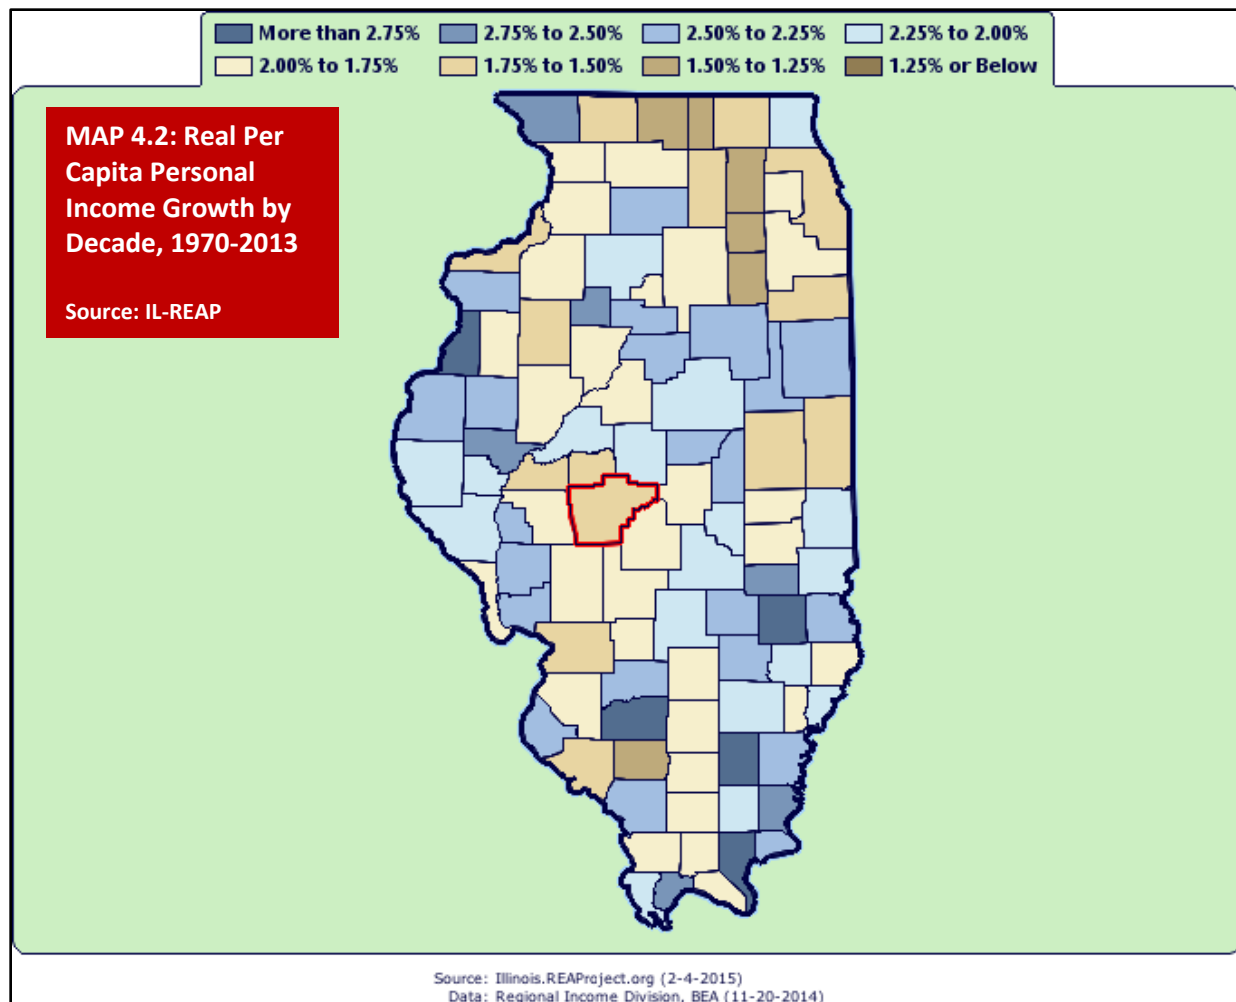 More than 2.75% 2.75% to 2.50% 2.50% to 2.25% 2.25% to 2.00%
2.00% to 1.75% 1.75% to 1.50% 1.50% to 1.25% 1.25% or Below
MAP 4.2: Real Per
Capita Personal
Income Growth by
Decade, 1970-2013
Source: IL-REAP
Source: Illinois.REAProject.org (2-4-2015)
Data: Regional Income Division, BEA (11-20-2014)